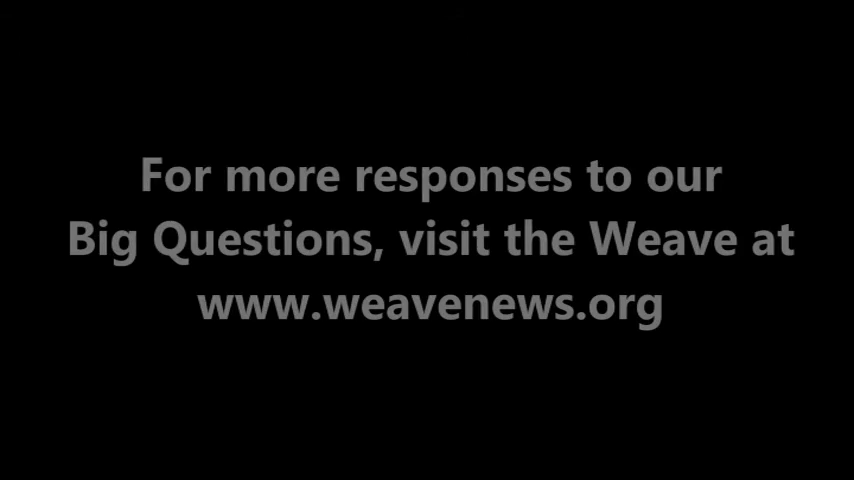 For more responses to our
Big Questions, visit the Weave at
www.weavenews.org